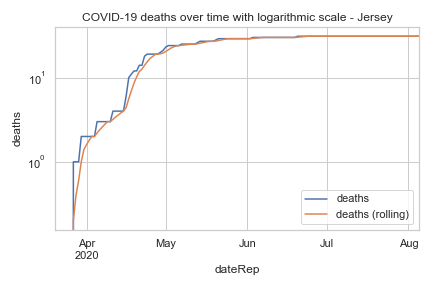 COVID-19 deaths over time with logarithmic scale - Jersey
deaths
10¹
10⁰
deaths
deaths (rolling)
Apr
2020
May
Jun
Jul
Aug
dateRep